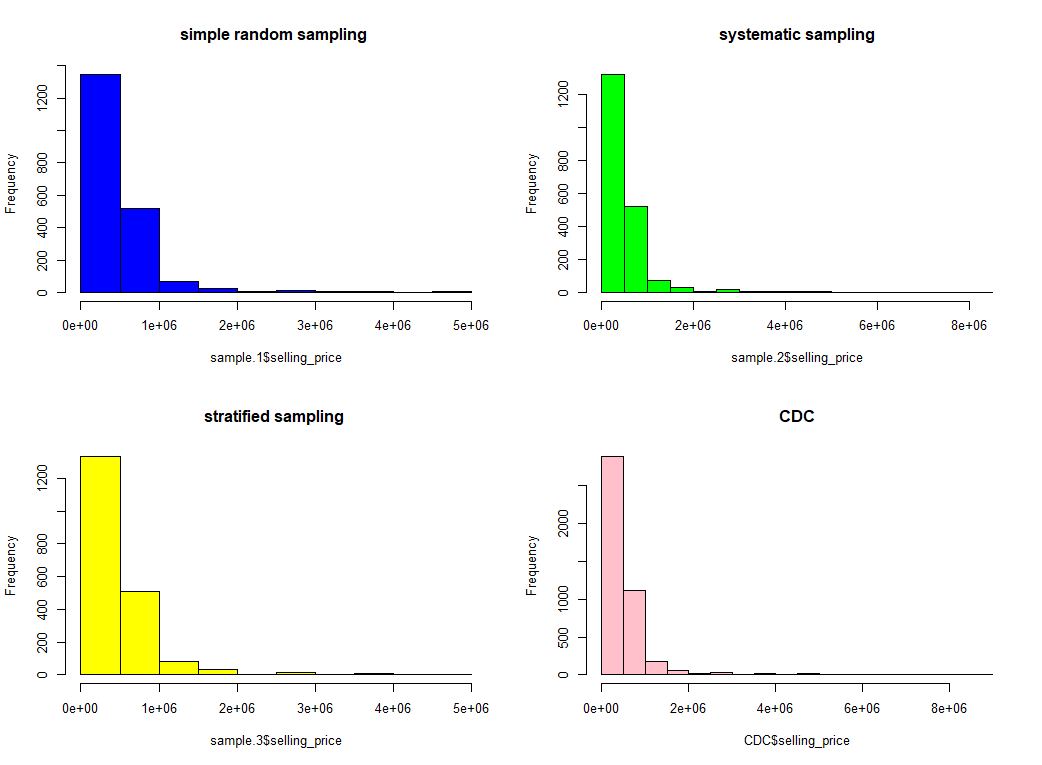 simple random sampling
Frequency
0 200 400 600 800 1200
0e+00 1e+06 2e+06 3e+06 4e+06 5e+06
sample.1$selling_price
systematic sampling
Frequency
0 200 400 600 800 1200
0e+00 2e+06 4e+06 6e+06 8e+06
sample.2$selling_price
stratified sampling
Frequency
0 200 400 600 800 1200
0e+00 1e+06 2e+06 3e+06 4e+06 5e+06
sample.3$selling_price
CDC
Frequency
0 500 1000 2000
0e+00 2e+06 4e+06 6e+06 8e+06
CDC$selling_price